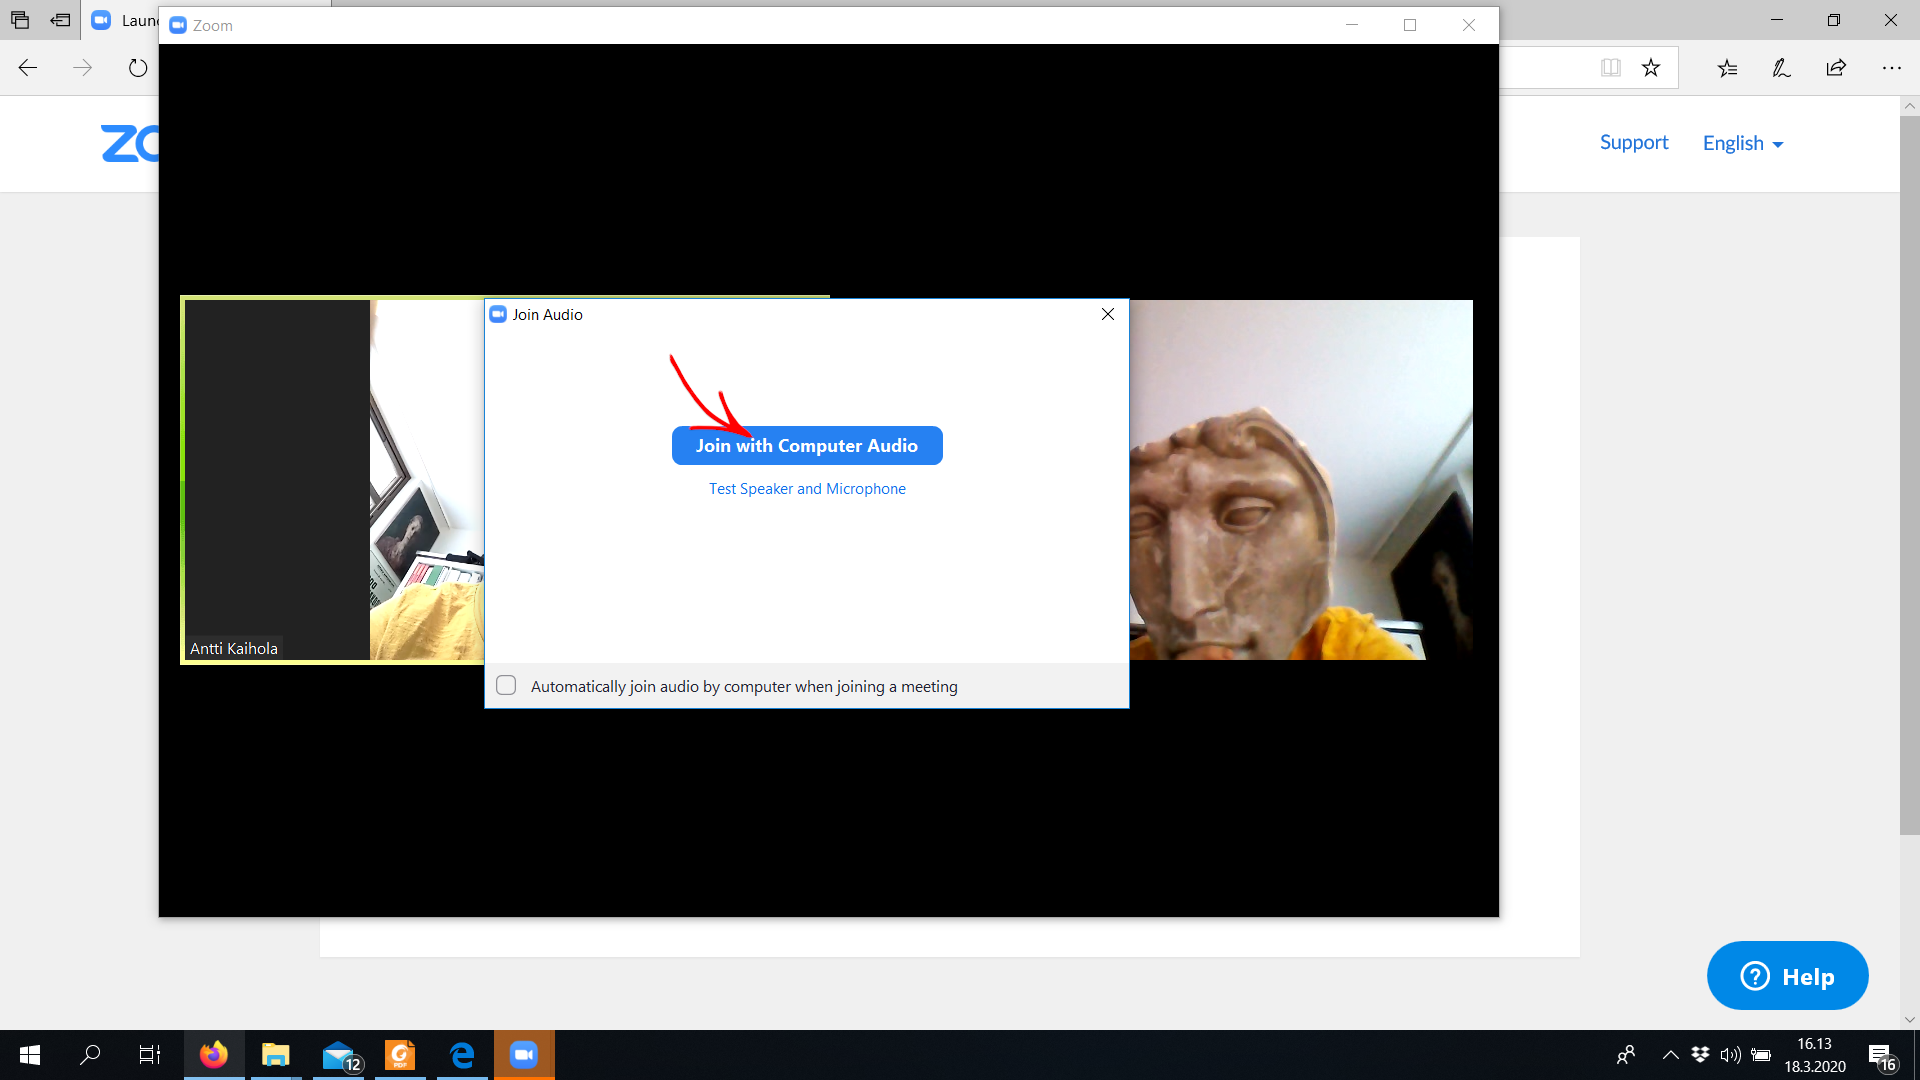 Laun
Zoom
ZO
Support
English
Join Audio
Join with Computer Audio
Test Speaker and Microphone
Antti Kaihola
Automatically join audio by computer when joining a meeting
? Help
12
PDF
16.13
18.3.2020
16